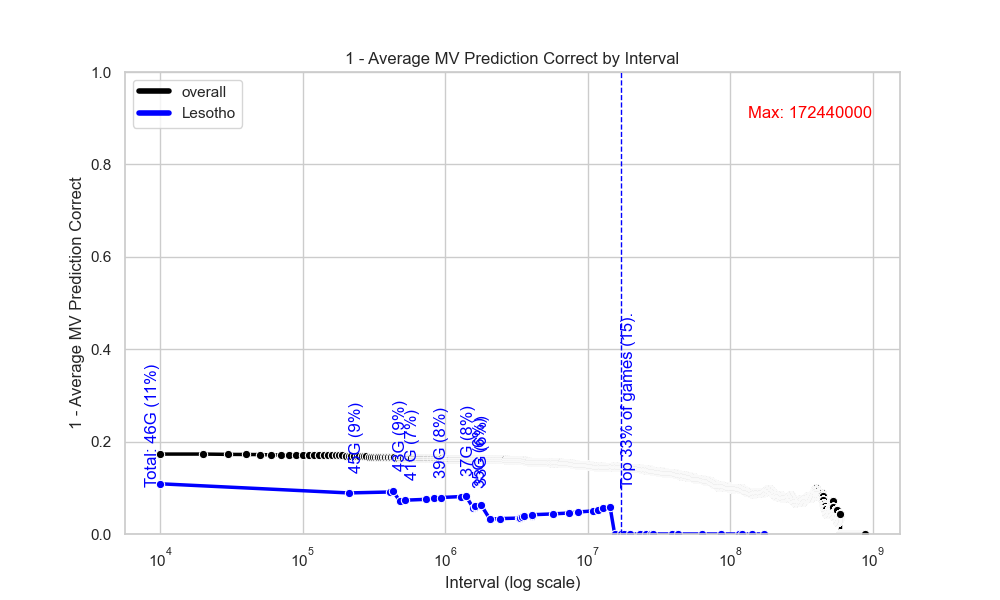 1 - Average MV Prediction Correct by Interval
1 - Average MV Prediction Correct
1.0
0.8
0.6
0.4
0.2
0.0
overall
Lesotho
Max: 172440000
Total: 46G (11%)
45G (9%)
43G (9%)
41G (7%)
39G (8%)
37G (8%)
33G (6%)
Top 33% of games (15).
10^4
10^5
10^6
10^7
10^8
10^9
Interval (log scale)